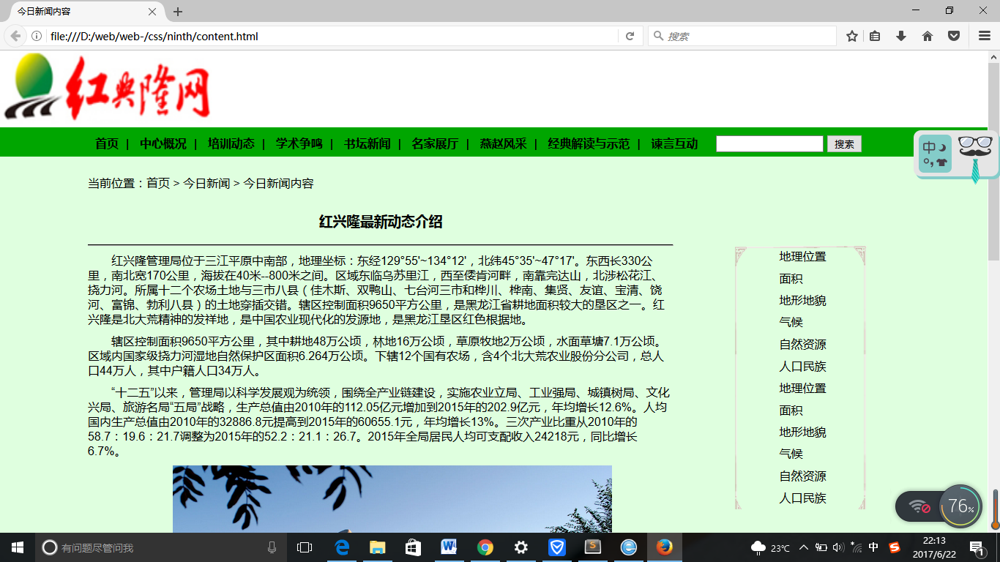 今日新闻内容
file:///D:/web/web-/css/ninth/content.html
搜索
红兴隆网
首页 | 中心概况 | 培训动态 | 学术争鸣 | 书坛新闻 | 名家展厅 | 燕赵风采 | 经典解读与示范 | 谏言互动 搜索
中
当前位置：首页 > 今日新闻 > 今日新闻内容
红兴隆最新动态介绍
红兴隆管理局位于三江平原中南部，地理坐标：东经129°55'~134°12'，北纬45°35'~47°17'。东西长330公
里，南北宽170公里，海拔在40米--800米之间。区域东临乌苏里江，西至倭肯河畔，南靠完达山，北涉松花江、
挠力河。所属十二个农场土地与三市八县（佳木斯、双鸭山、七台河三市和桦川、桦南、集贤、友谊、宝清、饶
河、富锦、勃利八县）的土地穿插交错。辖区控制面积9650平方公里，是黑龙江省耕地面积较大的垦区之一。红
兴隆是北大荒精神的发祥地，是中国农业现代化的发源地，是黑龙江垦区红色根据地。
辖区控制面积9650平方公里，其中耕地48万公顷，林地16万公顷，草原牧地2万公顷，水面草塘7.1万公顷。
区域内国家级挠力河湿地自然保护区面积6.264万公顷。下辖12个国有农场，含4个北大荒农业股份分公司，总人
口44万人，其中户籍人口34万人。
“十二五”以来，管理局以科学发展观为统领，围绕全产业链建设，实施农业立局、工业强局、城镇树局、文化
兴局、旅游名局“五局”战略，生产总值由2010年的112.05亿元增加到2015年的202.9亿元，年均增长12.6%。人均
国内生产总值由2010年的32886.8元提高到2015年的60655.1元，年均增长13%。三次产业比重从2010年的
58.7：19.6：21.7调整为2015年的52.2：21.1：26.7。2015年全局居民人均可支配收入24218元，同比增长
6.7%。
地理位置
面积
地形地貌
气候
自然资源
人口民族
地理位置
面积
地形地貌
气候
自然资源
人口民族
76%
有问题尽管问我
23℃
中
22:13
2017/6/22
1